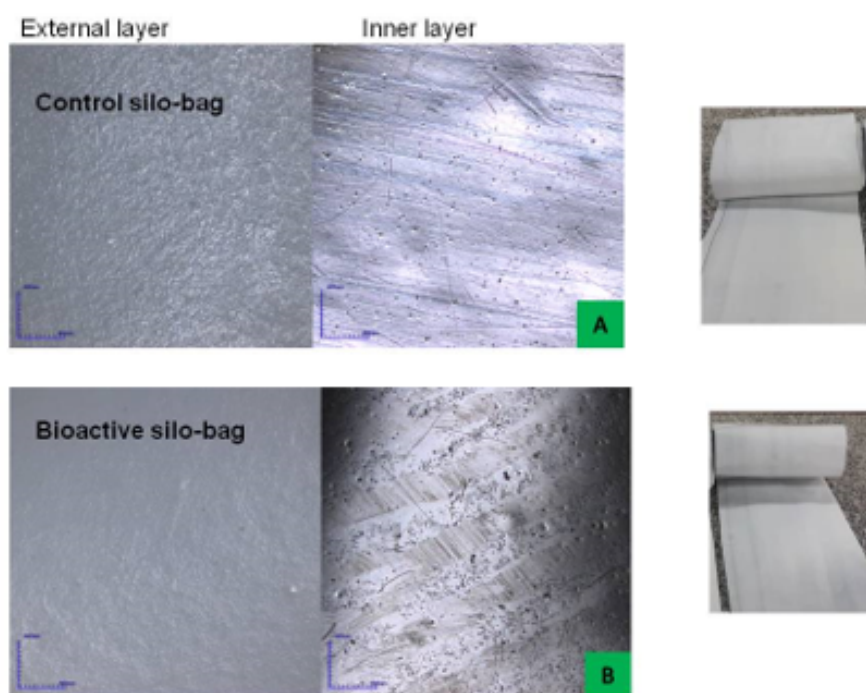 External layer Inner layer
Control silo-bag
A
Bioactive silo-bag
B